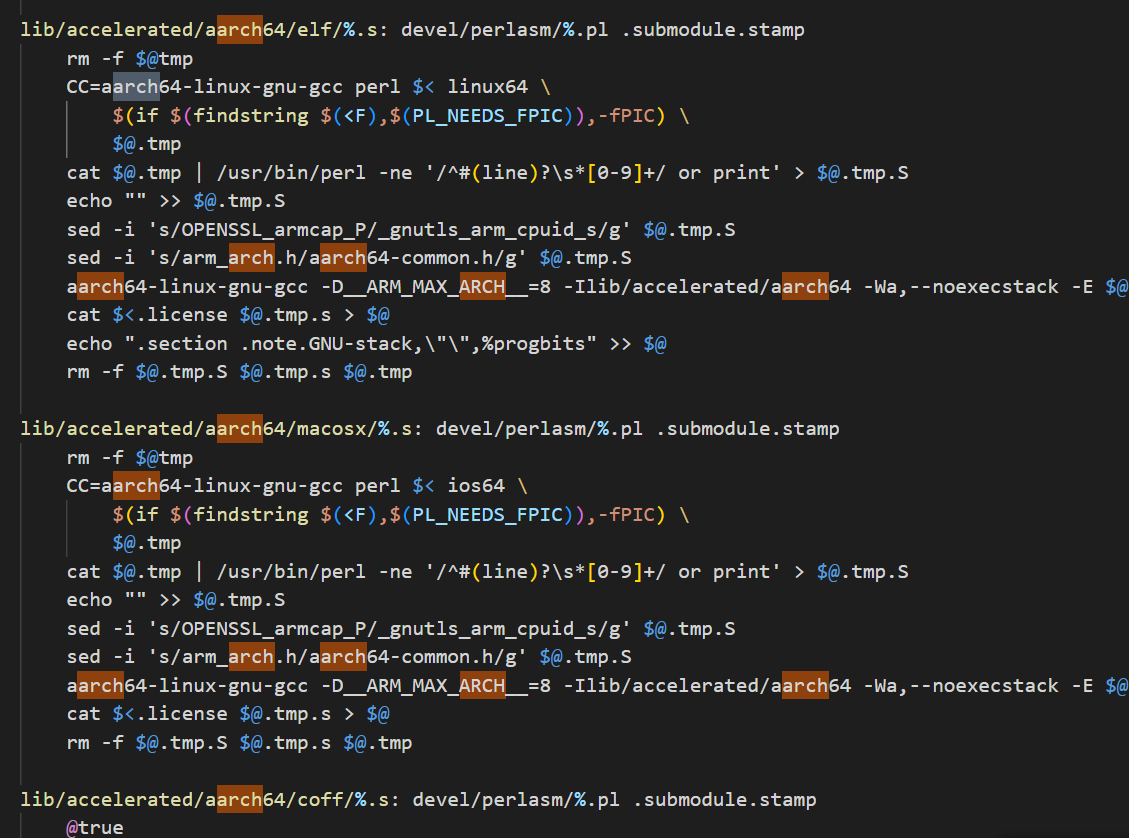 lib/accelerated/aarch64/elf/%.s: devel/perlasm/%.pl .submodule.stamp
rm -f $@tmp
CC=aarch64-linux-gnu-gcc perl $< linux64 \
$(if $(findstring $(<F),$(PL_NEEDS_FPIC)),-fPIC) \
$@.tmp
cat $@.tmp | /usr/bin/perl -ne '/^#(line)?\s*[0-9]+/ or print' > $@.tmp.S
echo "" >> $@.tmp.S
sed -i 's/OPENSSL_armcap_P/_gnutls_arm_cpuid_s/g' $@.tmp.S
sed -i 's/arm_arch.h/aarch64-common.h/g' $@.tmp.S
aarch64-linux-gnu-gcc -D__ARM_MAX_ARCH__=8 -Ilib/accelerated/aarch64 -Wa,--noexecstack -E $@
cat $<.license $@.tmp.s > $@
echo ".section .note.GNU-stack,\"\",%progbits" >> $@
rm -f $@.tmp.S $@.tmp.s $@.tmp
lib/accelerated/aarch64/macosx/%.s: devel/perlasm/%.pl .submodule.stamp
rm -f $@tmp
CC=aarch64-linux-gnu-gcc perl $< ios64 \
$(if $(findstring $(<F),$(PL_NEEDS_FPIC)),-fPIC) \
$@.tmp
cat $@.tmp | /usr/bin/perl -ne '/^#(line)?\s*[0-9]+/ or print' > $@.tmp.S
echo "" >> $@.tmp.S
sed -i 's/OPENSSL_armcap_P/_gnutls_arm_cpuid_s/g' $@.tmp.S
sed -i 's/arm_arch.h/aarch64-common.h/g' $@.tmp.S
aarch64-linux-gnu-gcc -D__ARM_MAX_ARCH__=8 -Ilib/accelerated/aarch64 -Wa,--noexecstack -E $@
cat $<.license $@.tmp.s > $@
rm -f $@.tmp.S $@.tmp.s $@.tmp
lib/accelerated/aarch64/coff/%.s: devel/perlasm/%.pl .submodule.stamp
@true